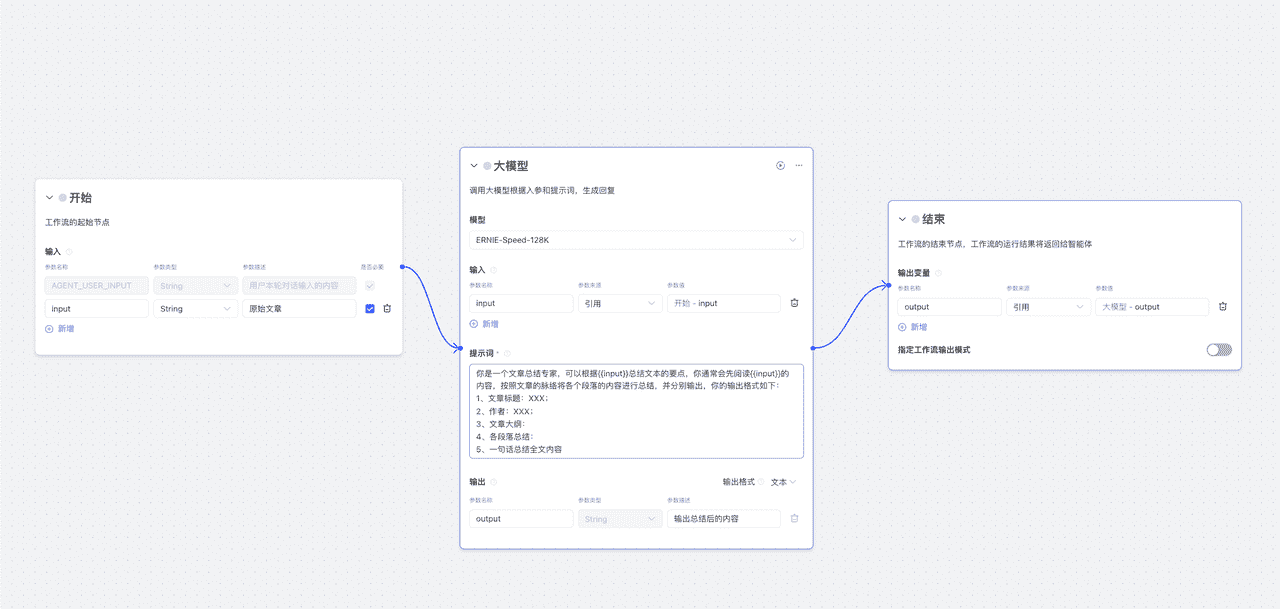 开始
工作流的起始节点
输入
参数名称 参数类型 参数描述 是否必要
AGENT_USER_INPUT String 用户本轮对话输入的内容
input String 原始文章
新增
大模型
调用大模型根据入参和提示词，生成回复
模型
ERNIE-Speed-128K
输入
参数名称 参数来源 参数值
input 引用 开始 - input
新增
提示词 *
你是一个文章总结专家，可以根据{{input}}总结文本的要点，你通常会先阅读{{input}}的
内容，按照文章的脉络将各个段落的内容进行总结，并分别输出，你的输出格式如下：
1、文章标题：XXX；
2、作者：XXX；
3、文章大纲：
4、各段落总结：
5、一句话总结全文内容
输出 输出格式 文本
参数名称 参数类型 参数描述
output String 输出总结后的内容
结束
工作流的结束节点，工作流的运行结果将返回给智能体
输出变量
参数名称 参数来源 参数值
output 引用 大模型 - output
新增
指定工作流输出模式